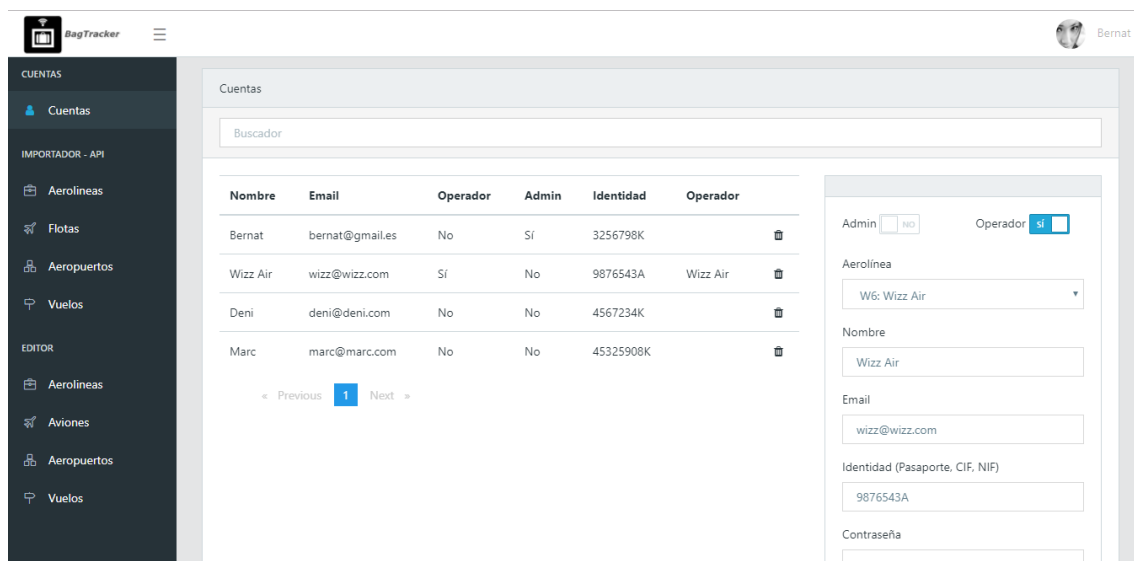 BagTracker
Bernat
CUENTAS
Cuentas
IMPORTADOR - API
Aerolineas
Flotas
Aeropuertos
Vuelos
EDITOR
Aerolineas
Aviones
Aeropuertos
Vuelos
Cuentas
Buscador
Nombre Email Operador Admin Identidad Operador
Bernat bernat@gmail.es No Sí 3256798K
Wizz Air wizz@wizz.com Sí No 9876543A Wizz Air
Deni deni@deni.com No No 4567234K
Marc marc@marc.com No No 45325908K
« Previous 1 Next »
Admin NO Operador sí
Aerolínea
W6: Wizz Air
Nombre
Wizz Air
Email
wizz@wizz.com
Identidad (Pasaporte, CIF, NIF)
9876543A
Contraseña